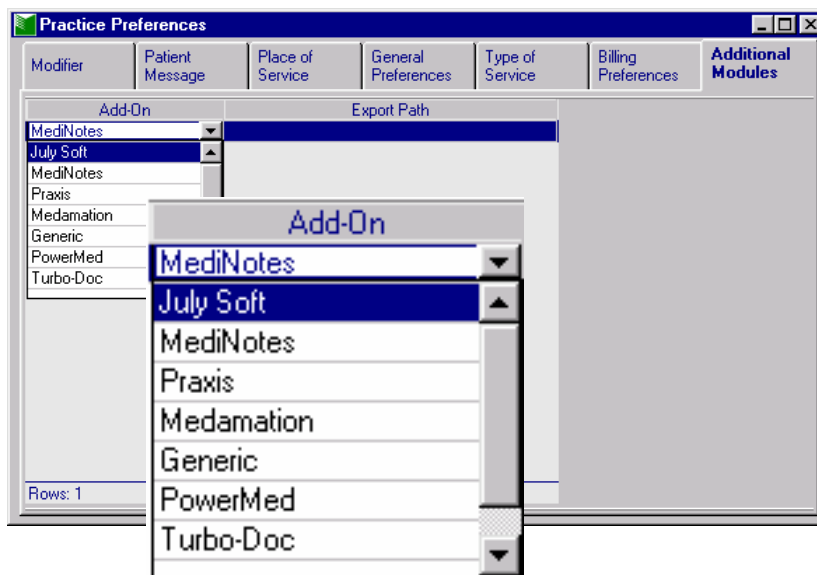 Practice Preferences
Modifier
Patient
Message
Place of
Service
General
Preferences
Type of
Service
Billing
Preferences
Additional
Modules
Add-On
Export Path
MediNotes
July Soft
MediNotes
Praxis
Medamation
Generic
PowerMed
Turbo-Doc
Rows: 1
Add-On
MediNotes
July Soft
MediNotes
Praxis
Medamation
Generic
PowerMed
Turbo-Doc